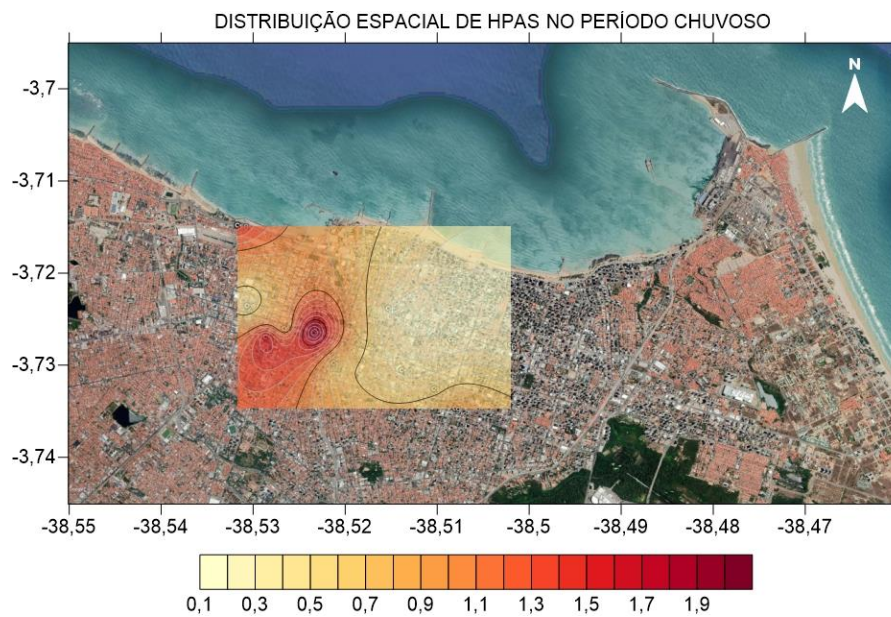 DISTRIBUIÇÃO ESPACIAL DE HPAS NO PERÍODO CHUVOSO
N
-3,7
-3,71
-3,72
-3,73
-3,74
-38,55 -38,54 -38,53 -38,52 -38,51 -38,5 -38,49 -38,48 -38,47
0,1 0,3 0,5 0,7 0,9 1,1 1,3 1,5 1,7 1,9